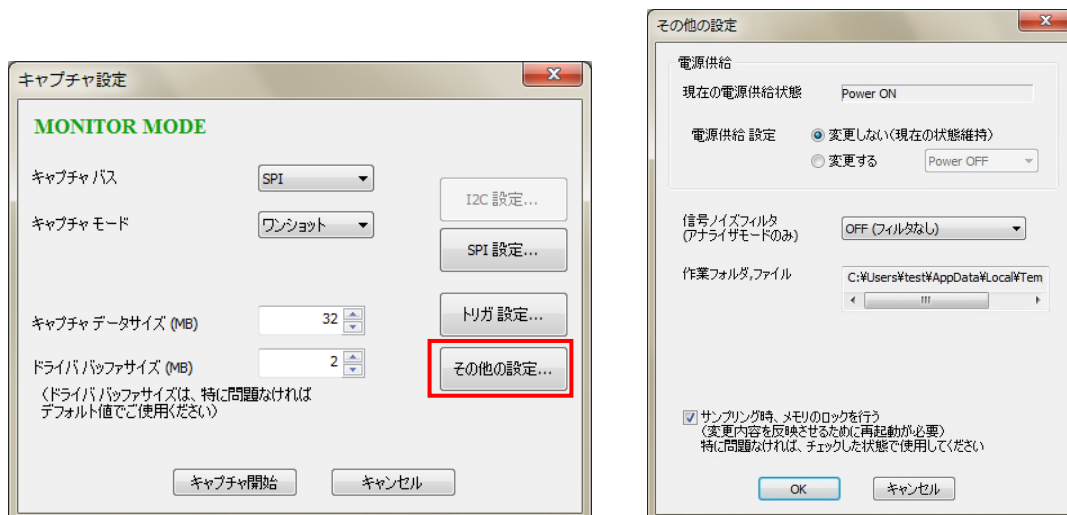 キャプチャ設定
MONITOR MODE
キャプチャ バス
SPI
I2C 設定...
キャプチャ モード
ワンショット
SPI 設定...
キャプチャ データサイズ (MB)
32
トリガ 設定...
ドライバ バッファサイズ (MB)
2
その他の設定...
(ドライバ バッファサイズは、特に問題なければ
デフォルト値でご使用ください)
キャプチャ開始
キャンセル
その他の設定
電源供給
現在の電源供給状態
Power ON
電源供給 設定
変更しない(現在の状態維持)
変更する
Power OFF
信号ノイズフィルタ
(アナライザモードのみ)
OFF (フィルタなし)
作業フォルダ,ファイル
C:¥Users¥test¥AppData¥Local¥Tem
サンプリング時、メモリのロックを行う
(変更内容を反映させるために再起動が必要)
特に問題なければ、チェックした状態で使用してください
OK
キャンセル